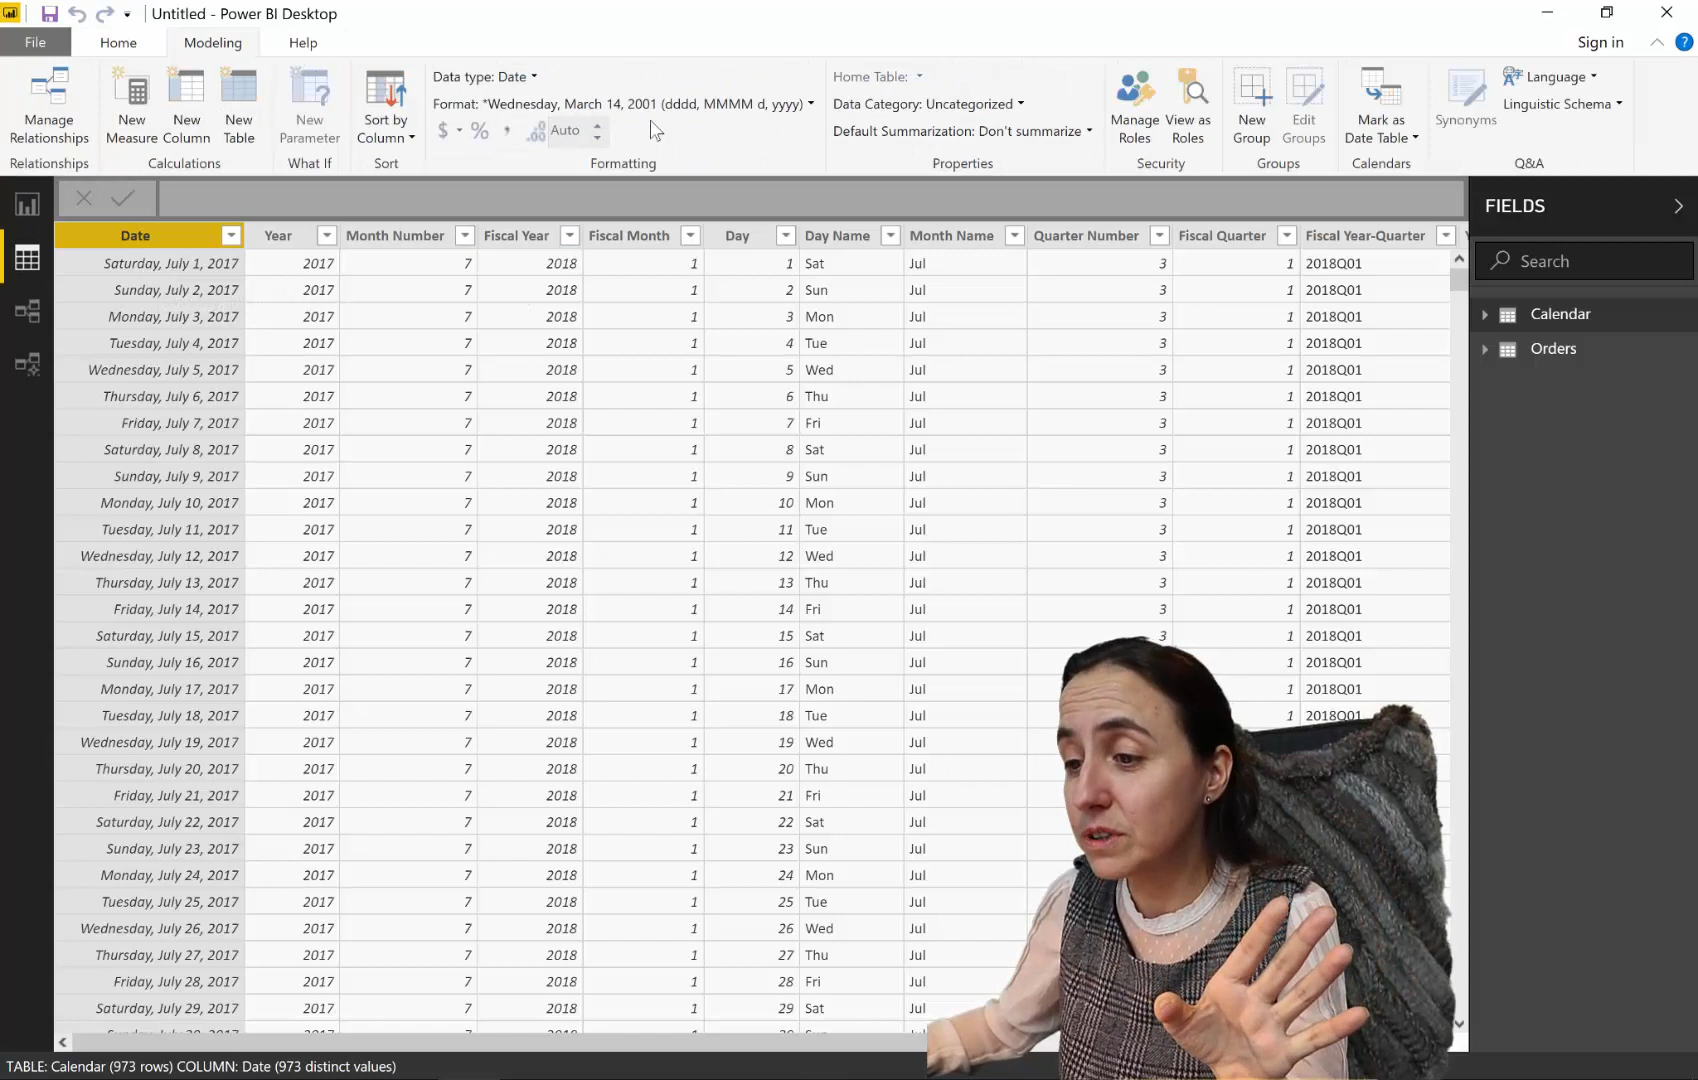 Untitled - Power BI Desktop
File Home Modeling Help Sign in
Manage Relationships
Relationships
New Measure
New Column
New Table
Calculations
New Parameter
What If
Sort by Column
Sort
Data type: Date
Format: *Wednesday, March 14, 2001 (dddd, MMMM d, yyyy)
$ % , .00 Auto
Formatting
Home Table:
Data Category: Uncategorized
Default Summarization: Don't summarize
Properties
Manage Roles
View as Roles
Security
New Group
Edit Groups
Groups
Mark as Date Table
Calendars
Synonyms
Language
Linguistic Schema
Q&A
FIELDS
Search
Calendar
Orders
Date Year Month Number Fiscal Year Fiscal Month Day Day Name Month Name Quarter Number Fiscal Quarter Fiscal Year-Quarter
Saturday, July 1, 2017 2017 7 2018 1 1 Sat Jul 3 1 2018Q01
Sunday, July 2, 2017 2017 7 2018 1 2 Sun Jul 3 1 2018Q01
Monday, July 3, 2017 2017 7 2018 1 3 Mon Jul 3 1 2018Q01
Tuesday, July 4, 2017 2017 7 2018 1 4 Tue Jul 3 1 2018Q01
Wednesday, July 5, 2017 2017 7 2018 1 5 Wed Jul 3 1 2018Q01
Thursday, July 6, 2017 2017 7 2018 1 6 Thu Jul 3 1 2018Q01
Friday, July 7, 2017 2017 7 2018 1 7 Fri Jul 3 1 2018Q01
Saturday, July 8, 2017 2017 7 2018 1 8 Sat Jul 3 1 2018Q01
Sunday, July 9, 2017 2017 7 2018 1 9 Sun Jul 3 1 2018Q01
Monday, July 10, 2017 2017 7 2018 1 10 Mon Jul 3 1 2018Q01
Tuesday, July 11, 2017 2017 7 2018 1 11 Tue Jul 3 1 2018Q01
Wednesday, July 12, 2017 2017 7 2018 1 12 Wed Jul 3 1 2018Q01
Thursday, July 13, 2017 2017 7 2018 1 13 Thu Jul 3 1 2018Q01
Friday, July 14, 2017 2017 7 2018 1 14 Fri Jul 3 1 2018Q01
Saturday, July 15, 2017 2017 7 2018 1 15 Sat Jul 3 1 2018Q01
Sunday, July 16, 2017 2017 7 2018 1 16 Sun Jul 1 2018Q01
Monday, July 17, 2017 2017 7 2018 1 17 Mon Jul 1 2018Q01
Tuesday, July 18, 2017 2017 7 2018 1 18 Tue Jul 1 2018Q01
Wednesday, July 19, 2017 2017 7 2018 1 19 Wed Jul
Thursday, July 20, 2017 2017 7 2018 1 20 Thu Jul
Friday, July 21, 2017 2017 7 2018 1 21 Fri Jul
Saturday, July 22, 2017 2017 7 2018 1 22 Sat Jul
Sunday, July 23, 2017 2017 7 2018 1 23 Sun Jul
Monday, July 24, 2017 2017 7 2018 1 24 Mon Jul
Tuesday, July 25, 2017 2017 7 2018 1 25 Tue Jul
Wednesday, July 26, 2017 2017 7 2018 1 26 Wed Jul
Thursday, July 27, 2017 2017 7 2018 1 27 Thu Jul
Friday, July 28, 2017 2017 7 2018 1 28 Fri Jul
Saturday, July 29, 2017 2017 7 2018 1 29 Sat Jul
TABLE: Calendar (973 rows) COLUMN: Date (973 distinct values)